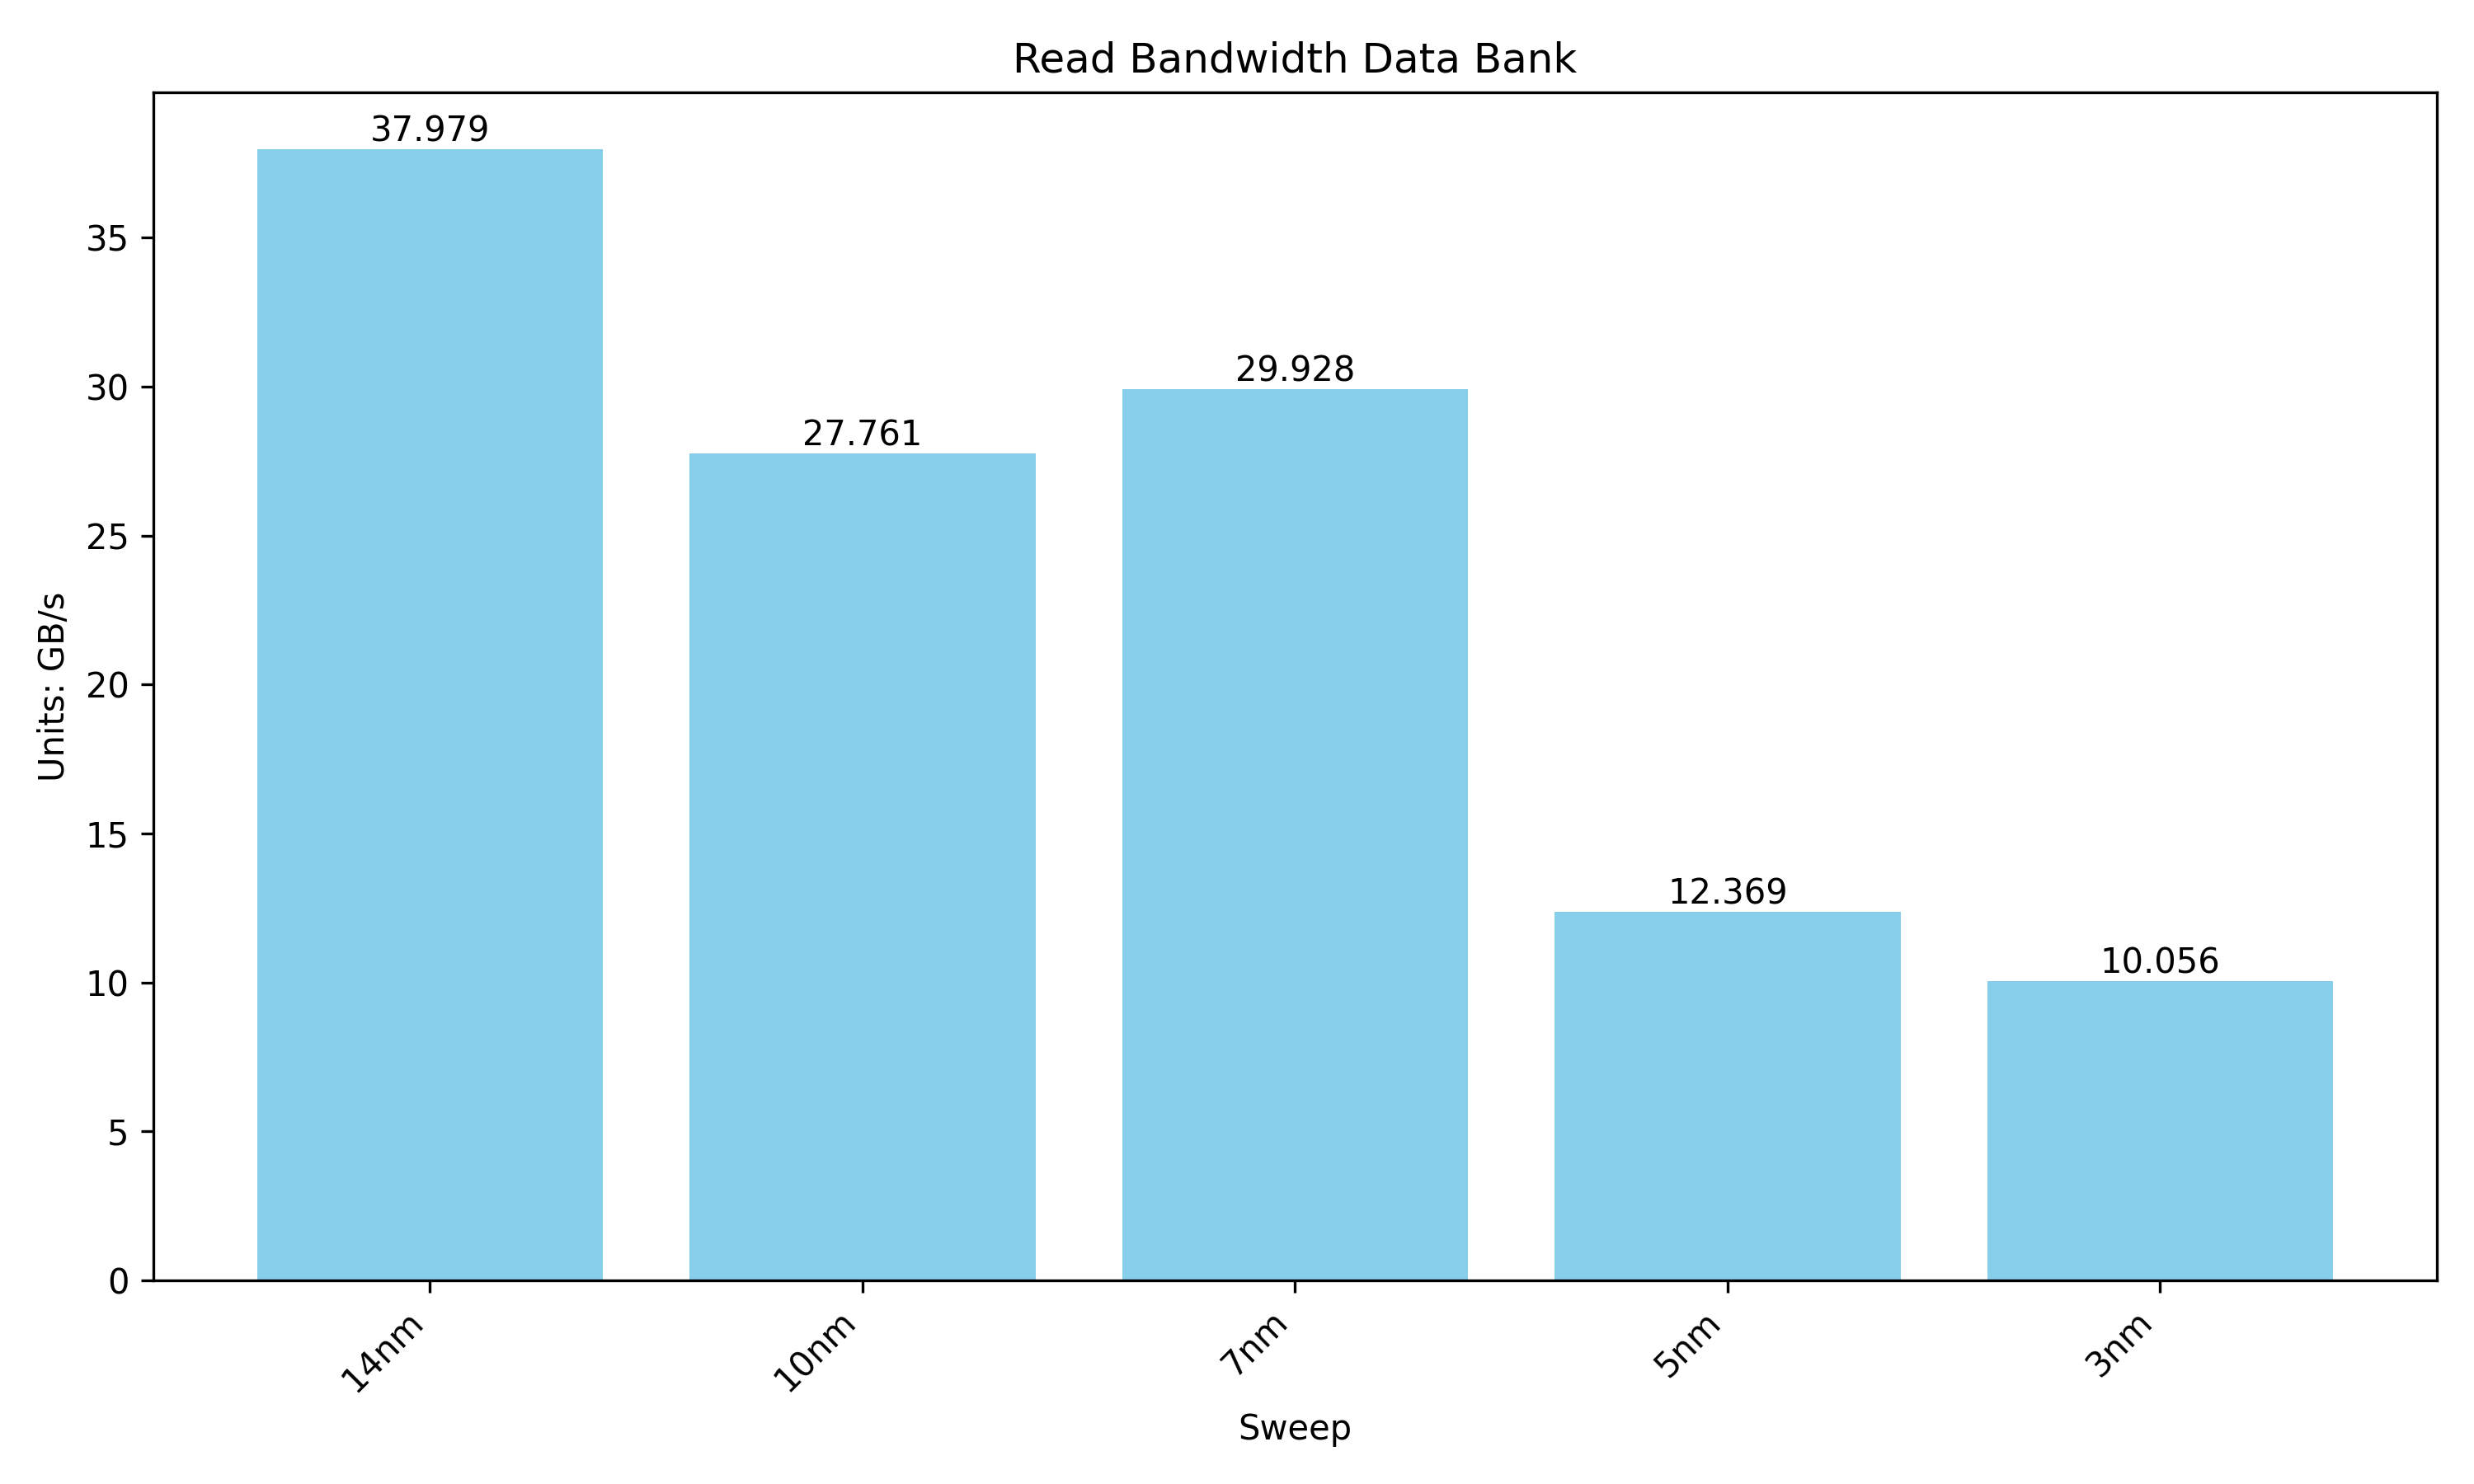 Read Bandwidth Data Bank
37.979
27.761
29.928
12.369
10.056
35
30
25
20
15
10
5
0
Units: GB/s
14nm
10nm
7nm
5nm
3nm
Sweep